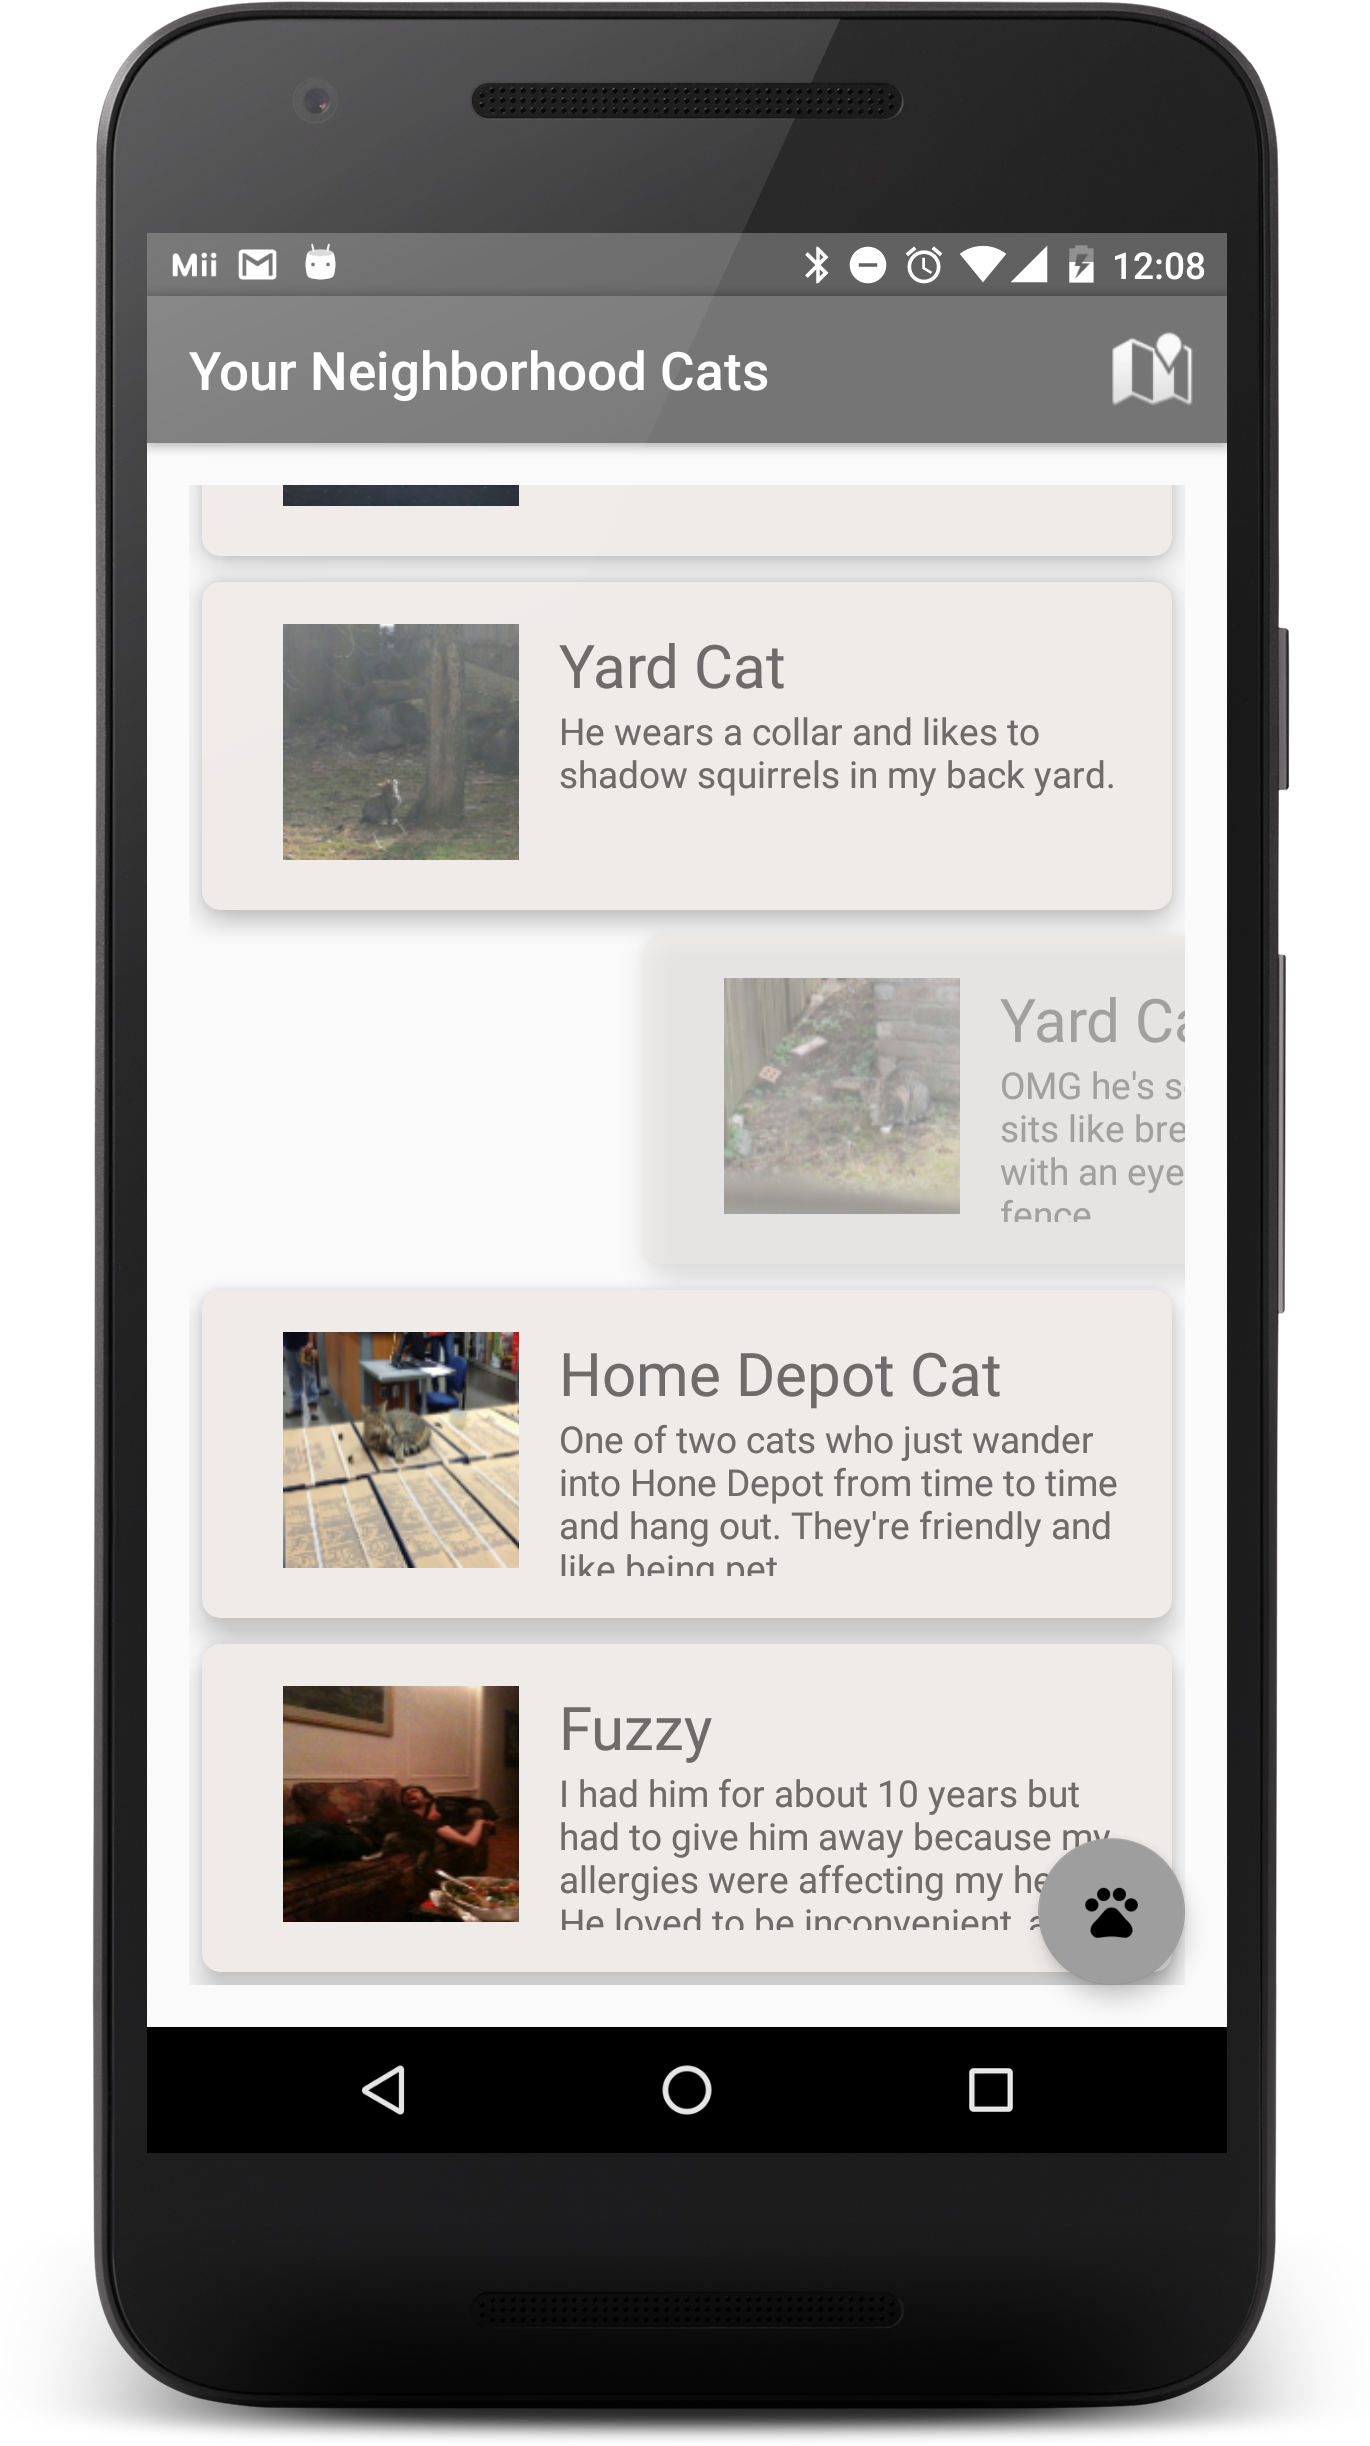 Mii 12:08
Your Neighborhood Cats
Yard Cat
He wears a collar and likes to
shadow squirrels in my back yard.
Yard Ca
OMG he's s
sits like bre
with an eye
fence
Home Depot Cat
One of two cats who just wander
into Hone Depot from time to time
and hang out. They're friendly and
like being pet
Fuzzy
I had him for about 10 years but
had to give him away because my
allergies were affecting my he
He loved to be inconvenient, a